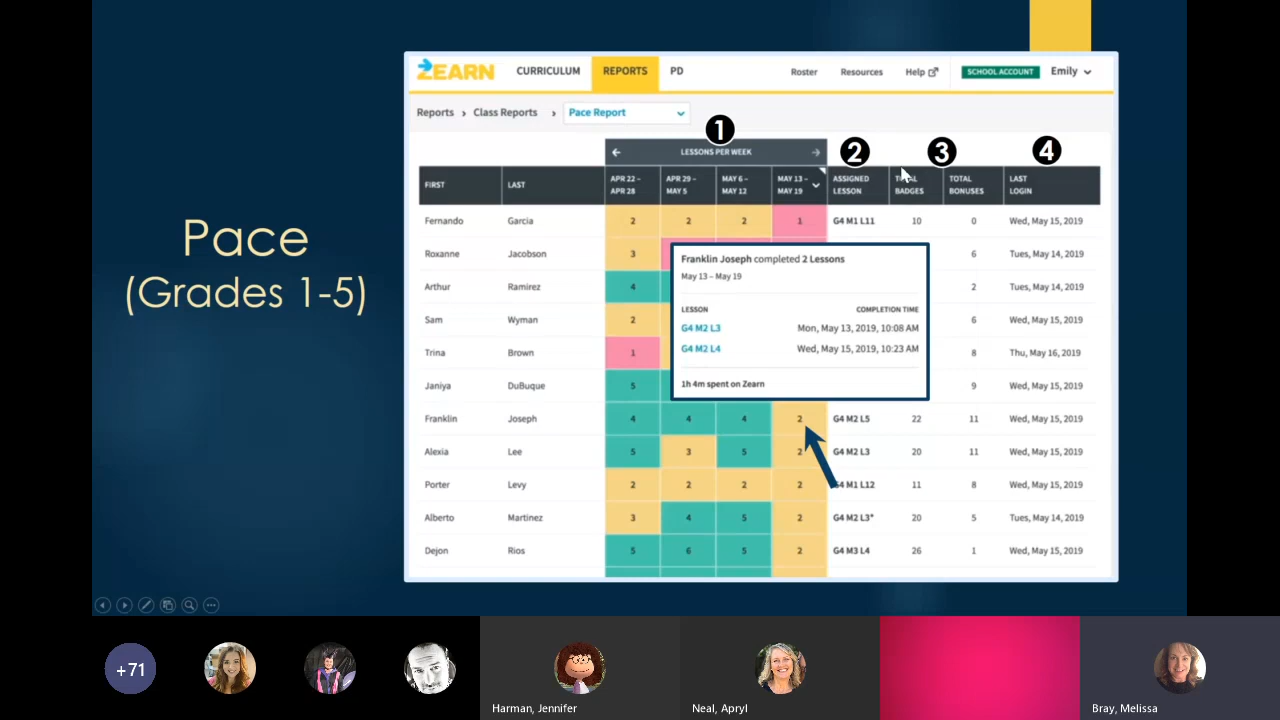 Pace
(Grades 1-5)
ZEARN CURRICULUM REPORTS PD Roster Resources Help SCHOOL ACCOUNT Emily
Reports › Class Reports › Pace Report
1 2 3 4
LESSONS PER WEEK
FIRST LAST APR 22 – APR 28 APR 29 – MAY 5 MAY 6 – MAY 12 MAY 13 – MAY 19 ASSIGNED LESSON TOTAL BADGES TOTAL BONUSES LAST LOGIN
Fernando Garcia 2 2 2 1 G4 M1 L11 10 0 Wed, May 15, 2019
Roxanne Jacobson 3 6 Tues, May 14, 2019
Arthur Ramirez 4 2 Tues, May 14, 2019
Sam Wyman 2 6 Wed, May 15, 2019
Trina Brown 1 8 Thu, May 16, 2019
Janiya DuBuque 5 9 Wed, May 15, 2019
Franklin Joseph completed 2 Lessons
May 13 – May 19
LESSON COMPLETION TIME
G4 M2 L3 Mon, May 13, 2019, 10:08 AM
G4 M2 L4 Wed, May 15, 2019, 10:23 AM
1h 4m spent on Zearn
Franklin Joseph 4 4 4 2 G4 M2 L5 22 11 Wed, May 15, 2019
Alexia Lee 5 3 5 2 G4 M2 L3 20 11 Wed, May 15, 2019
Porter Levy 2 2 2 2 G4 M1 L12 11 8 Wed, May 15, 2019
Alberto Martinez 3 4 5 2 G4 M2 L3* 20 5 Tues, May 14, 2019
Dejon Rios 5 6 5 2 G4 M3 L4 26 1 Wed, May 15, 2019
+71
Harman, Jennifer
Neal, Apryl
Bray, Melissa